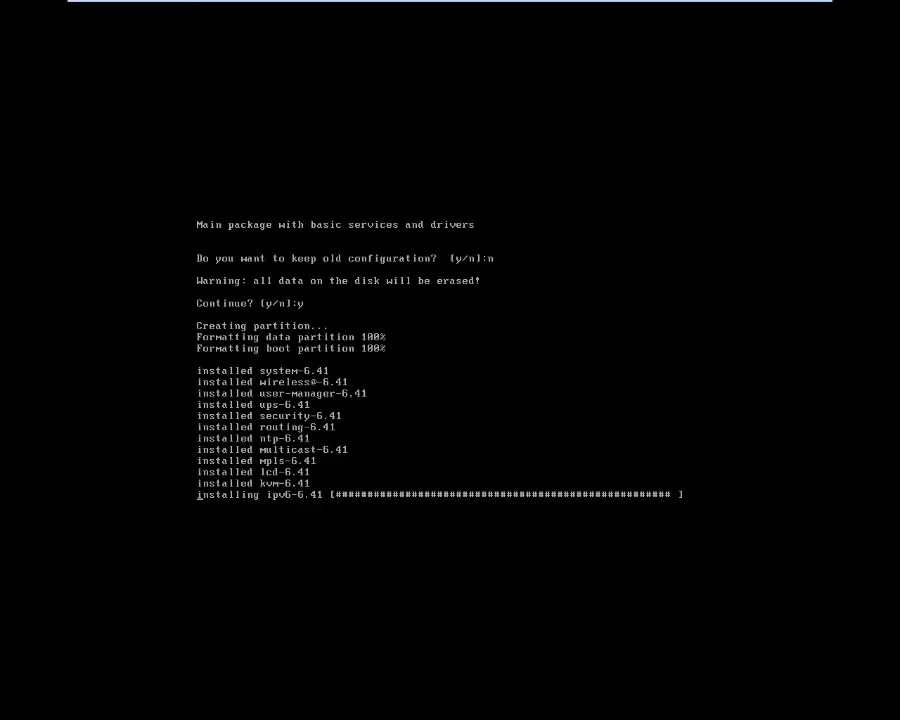 Main package with basic services and drivers
Do you want to keep old configuration? [y/n]:n
Warning: all data on the disk will be erased!
Continue? [y/n]:y
Creating partition...
Formatting data partition 100%
Formatting boot partition 100%
installed system-6.41
installed wireless@-6.41
installed user-manager-6.41
installed ups-6.41
installed security-6.41
installed routing-6.41
installed ntp-6.41
installed multicast-6.41
installed mpls-6.41
installed lcd-6.41
installed kvm-6.41
installing ipv6-6.41 [##################################################### ]